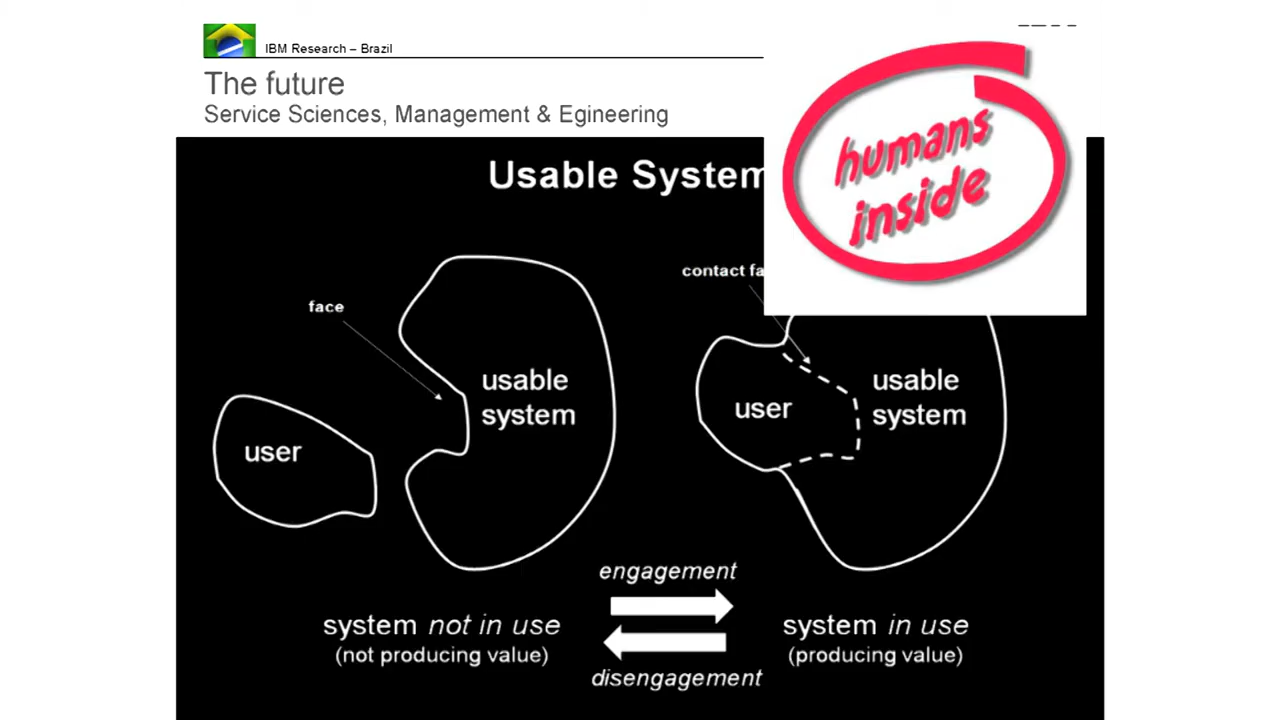 IBM Research – Brazil
The future
Service Sciences, Management & Egineering
humans
inside
Usable System
contact fa
face
usable
system
user
usable
system
user
engagement
system not in use
(not producing value)
system in use
(producing value)
disengagement